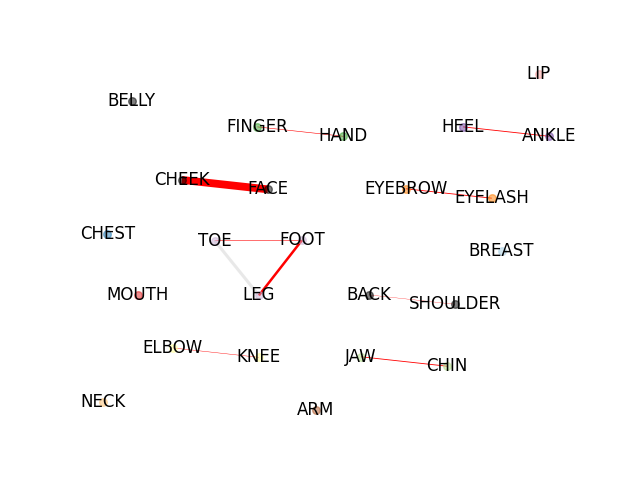 LIP
BELLY
FINGER
HAND
HEEL
ANKLE
CHEEK
FACE
EYEBROW
EYELASH
CHEST
TOE
FOOT
BREAST
MOUTH
LEG
BACK
SHOULDER
ELBOW
KNEE
JAW
CHIN
NECK
ARM